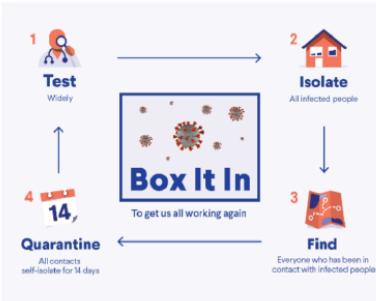 1
Test
Widely
2
Isolate
All infected people
Box It In
To get us all working again
3
Find
Everyone who has been in
contact with infected people
4
14
Quarantine
All contacts
self-isolate for 14 days